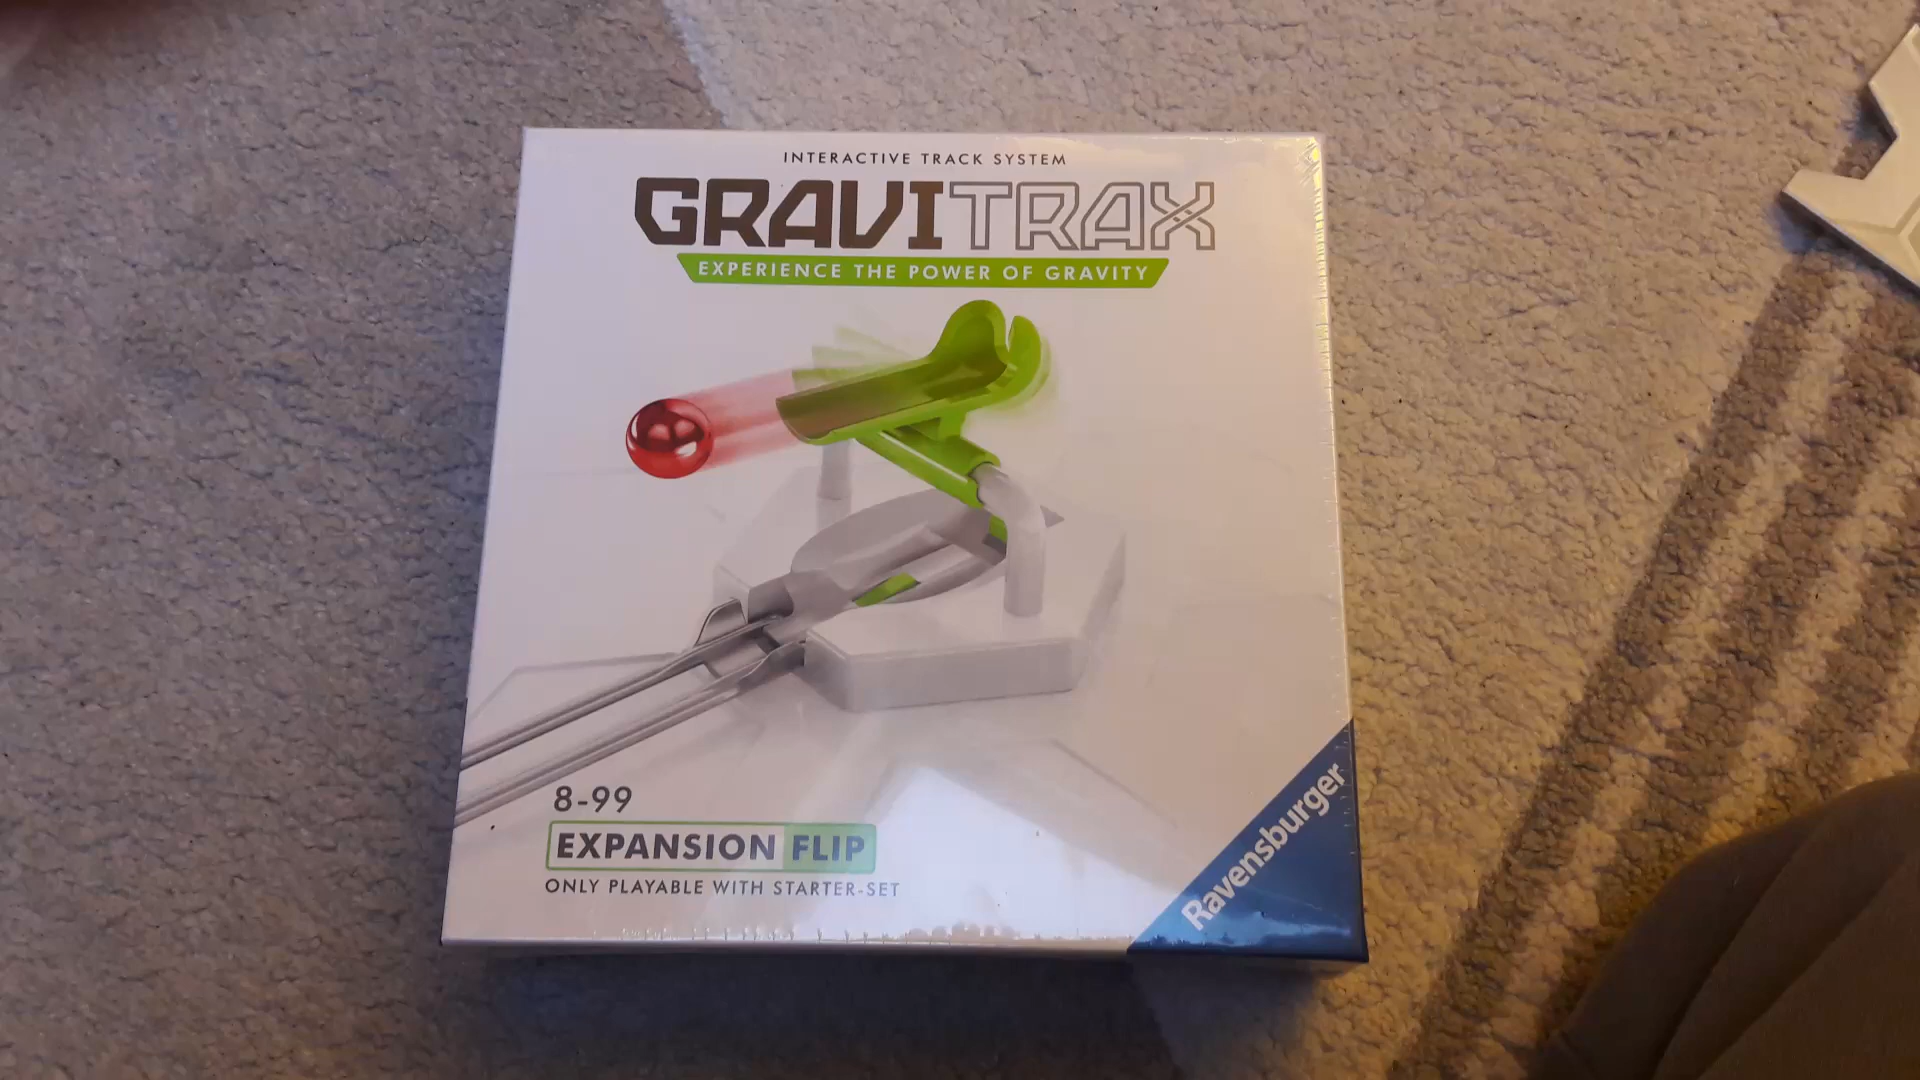 INTERACTIVE TRACK SYSTEM
GRAVITRAX
EXPERIENCE THE POWER OF GRAVITY
8-99
EXPANSION FLIP
ONLY PLAYABLE WITH STARTER-SET
Ravensburger